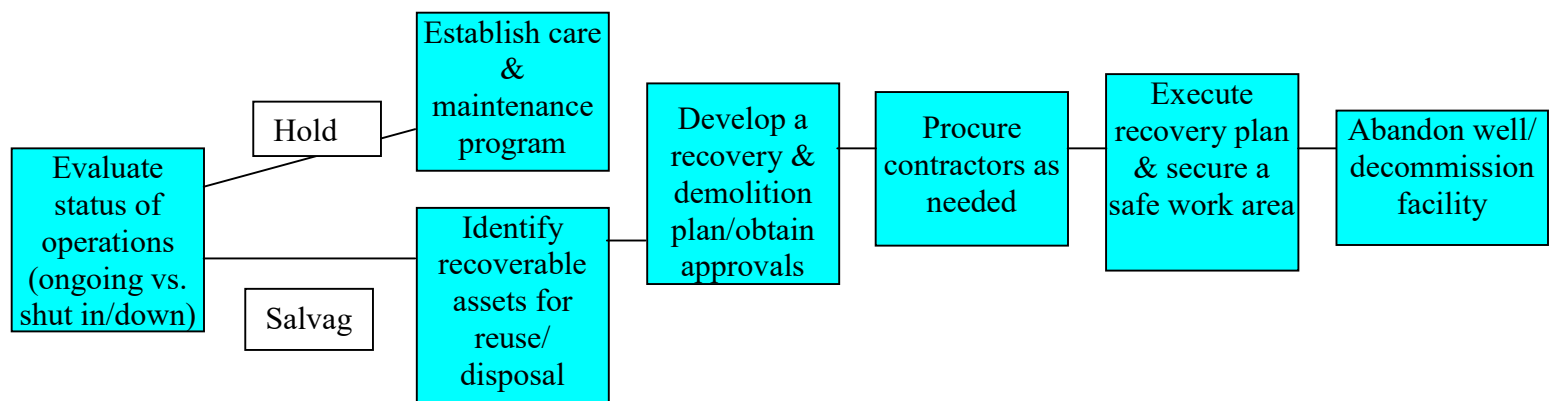 Evaluate
status of
operations
(ongoing vs.
shut in/down)
Hold
Establish care
&
maintenance
program
Salvag
Identify
recoverable
assets for
reuse/
disposal
Develop a
recovery &
demolition
plan/obtain
approvals
Procure
contractors as
needed
Execute
recovery plan
& secure a
safe work area
Abandon well/
decommission
facility